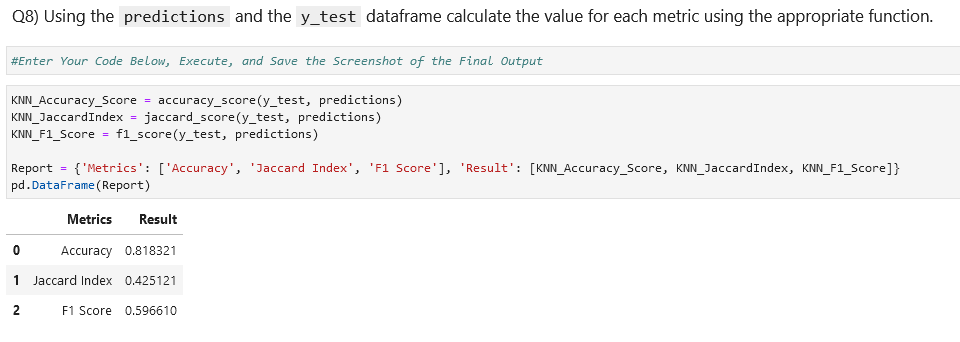 Q8) Using the predictions and the y_test dataframe calculate the value for each metric using the appropriate function.
#Enter Your Code Below, Execute, and Save the Screenshot of the Final Output
KNN_Accuracy_Score = accuracy_score(y_test, predictions)
KNN_JaccardIndex = jaccard_score(y_test, predictions)
KNN_F1_Score = f1_score(y_test, predictions)
Report = {'Metrics': ['Accuracy', 'Jaccard Index', 'F1 Score'], 'Result': [KNN_Accuracy_Score, KNN_JaccardIndex, KNN_F1_Score]}
pd.DataFrame(Report)
Metrics Result
0 Accuracy 0.818321
1 Jaccard Index 0.425121
2 F1 Score 0.596610